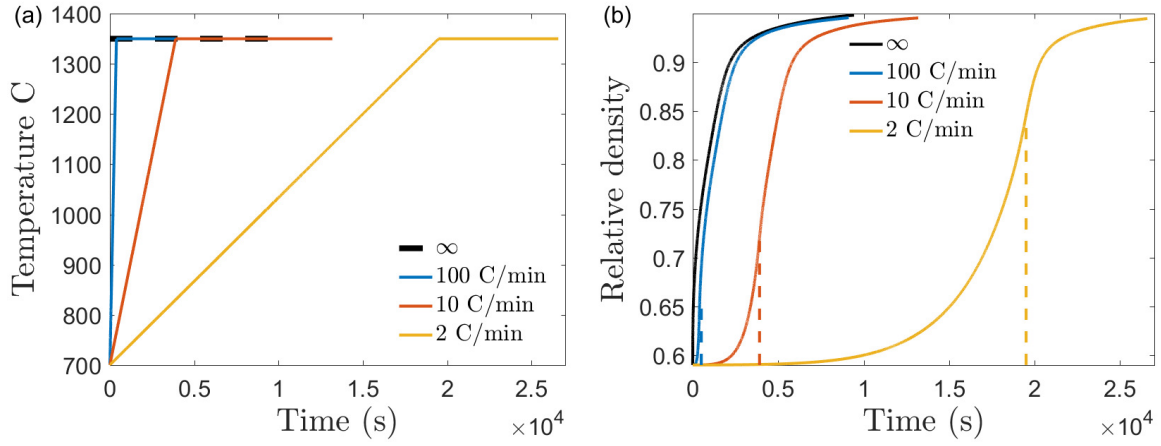 (a)
1400
1300
1200
1100
1000
900
800
700
Temperature C
∞
100 C/min
10 C/min
2 C/min
0 0.5 1 1.5 2 2.5
×10⁴
Time (s)
(b)
0.9
0.85
0.8
0.75
0.7
0.65
0.6
Relative density
∞
100 C/min
10 C/min
2 C/min
0 0.5 1 1.5 2 2.5
×10⁴
Time (s)